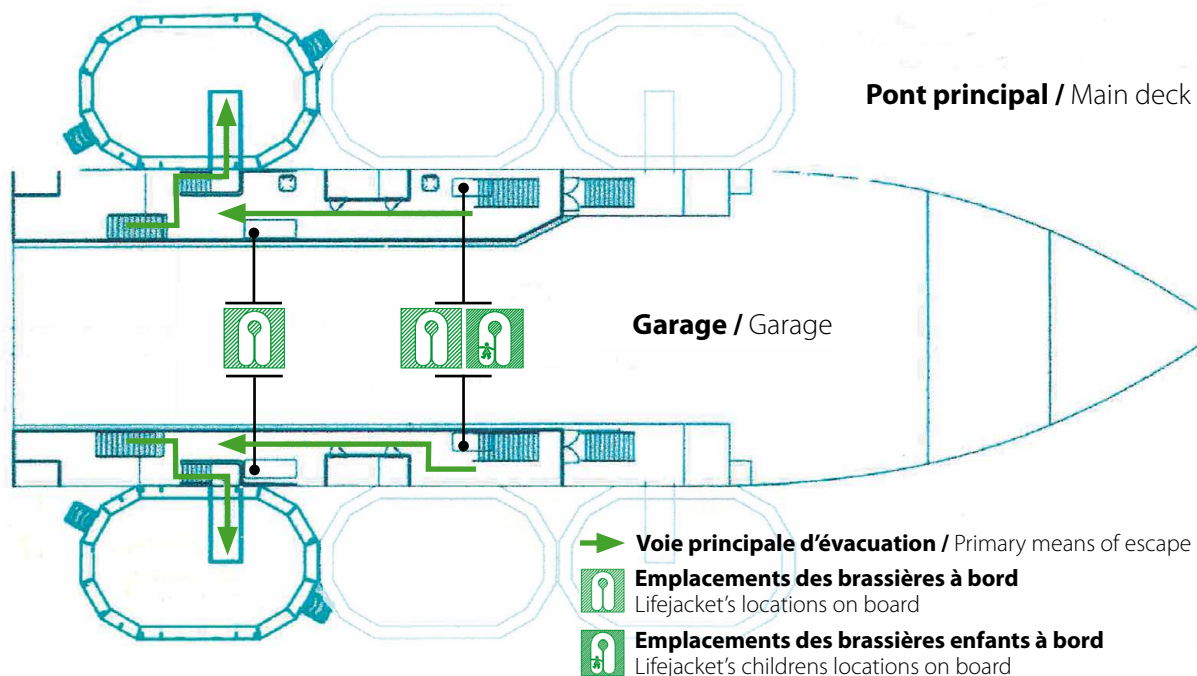 Pont principal / Main deck
Garage / Garage
Voie principale d'évacuation / Primary means of escape
Emplacements des brassières à bord
Lifejacket's locations on board
Emplacements des brassières enfants à bord
Lifejacket's childrens locations on board